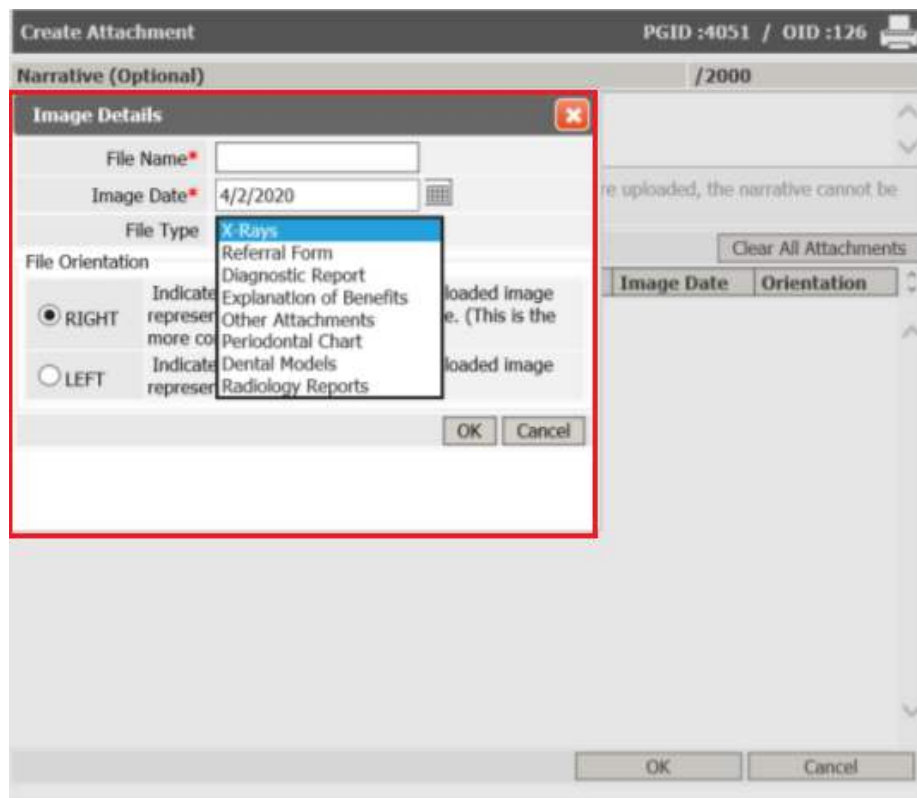 Create Attachment PGID :4051 / OID :126
Narrative (Optional) /2000
Image Details
File Name*
Image Date* 4/2/2020
re uploaded, the narrative cannot be
File Type X-Rays
Referral Form
Diagnostic Report
Explanation of Benefits
Other Attachments
Periodontal Chart
Dental Models
Radiology Reports
Clear All Attachments
File Orientation
Image Date Orientation
RIGHT
Indicate loaded image
represen e. (This is the
more co
LEFT
Indicate loaded image
represen
OK Cancel
OK Cancel